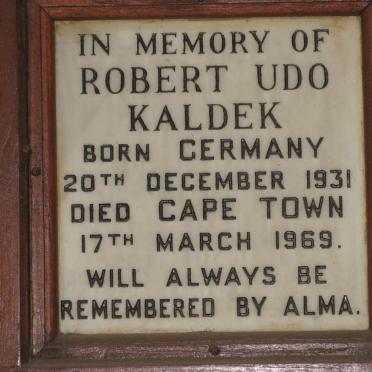 IN MEMORY OF
ROBERT UDO
KALDEK
BORN GERMANY
20TH DECEMBER 1931
DIED CAPE TOWN
17TH MARCH 1969.
WILL ALWAYS BE
REMEMBERED BY ALMA.